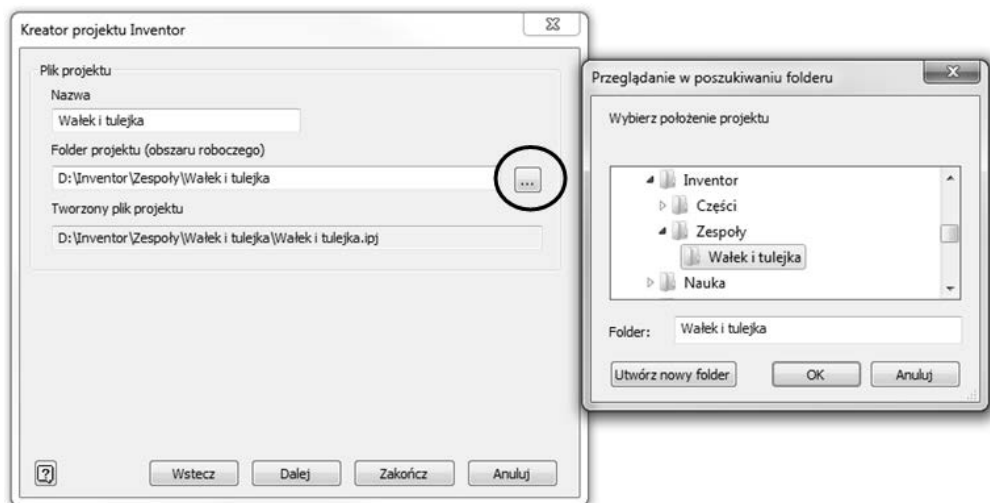 Kreator projektu Inventor
Plik projektu
Nazwa
Wałek i tulejka
Folder projektu (obszaru roboczego)
D:\Inventor\Zespoły\Wałek i tulejka
...
Tworzony plik projektu
D:\Inventor\Zespoły\Wałek i tulejka\Wałek i tulejka.ipj
?
Wstecz
Dalej
Zakończ
Anuluj
Przeglądanie w poszukiwaniu folderu
Wybierz położenie projektu
Inventor
Części
Zespoły
Wałek i tulejka
Nauka
Folder:
Wałek i tulejka
Utwórz nowy folder
OK
Anuluj